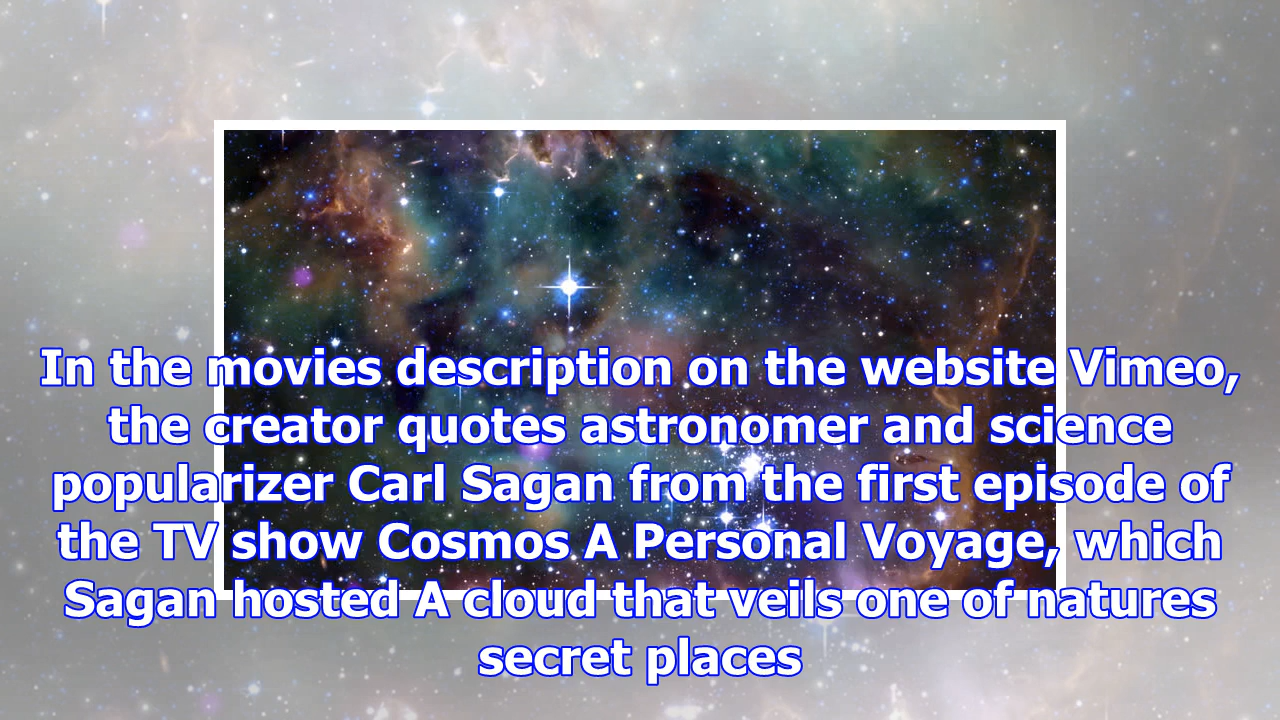 In the movies description on the website Vimeo,
the creator quotes astronomer and science
popularizer Carl Sagan from the first episode of
the TV show Cosmos A Personal Voyage, which
Sagan hosted A cloud that veils one of natures
secret places